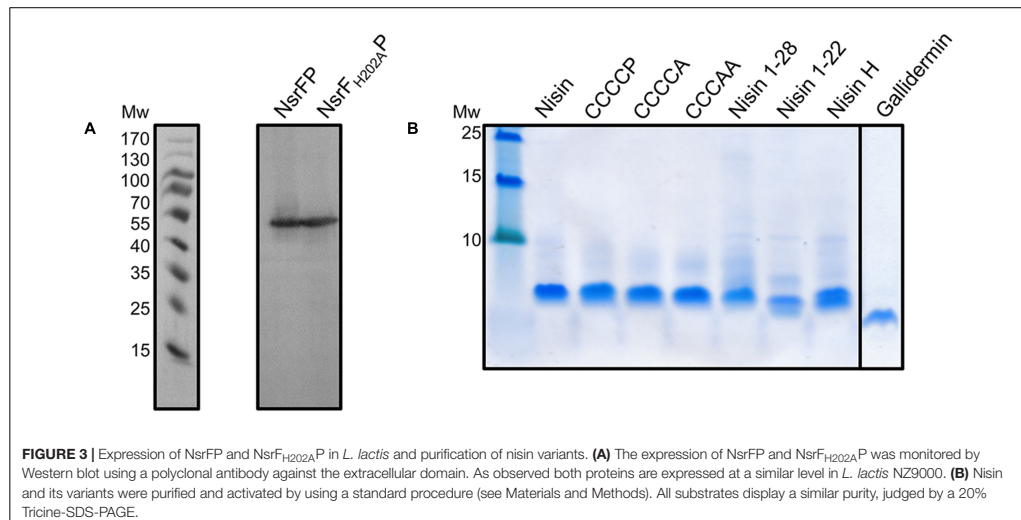 Mw
NsrFP
NsrF H202A P
A
170
130
100
70
55
40
35
25
15
B
Mw
Nisin
CCCCP
CCCCA
CCCAA
Nisin 1-28
Nisin 1-22
Nisin H
Gallidermin
25
15
10
FIGURE 3 | Expression of NsrFP and NsrFH202AP in L. lactis and purification of nisin variants. (A) The expression of NsrFP and NsrFH202AP was monitored by
Western blot using a polyclonal antibody against the extracellular domain. As observed both proteins are expressed at a similar level in L. lactis NZ9000. (B) Nisin
and its variants were purified and activated by using a standard procedure (see Materials and Methods). All substrates display a similar purity, judged by a 20%
Tricine-SDS-PAGE.